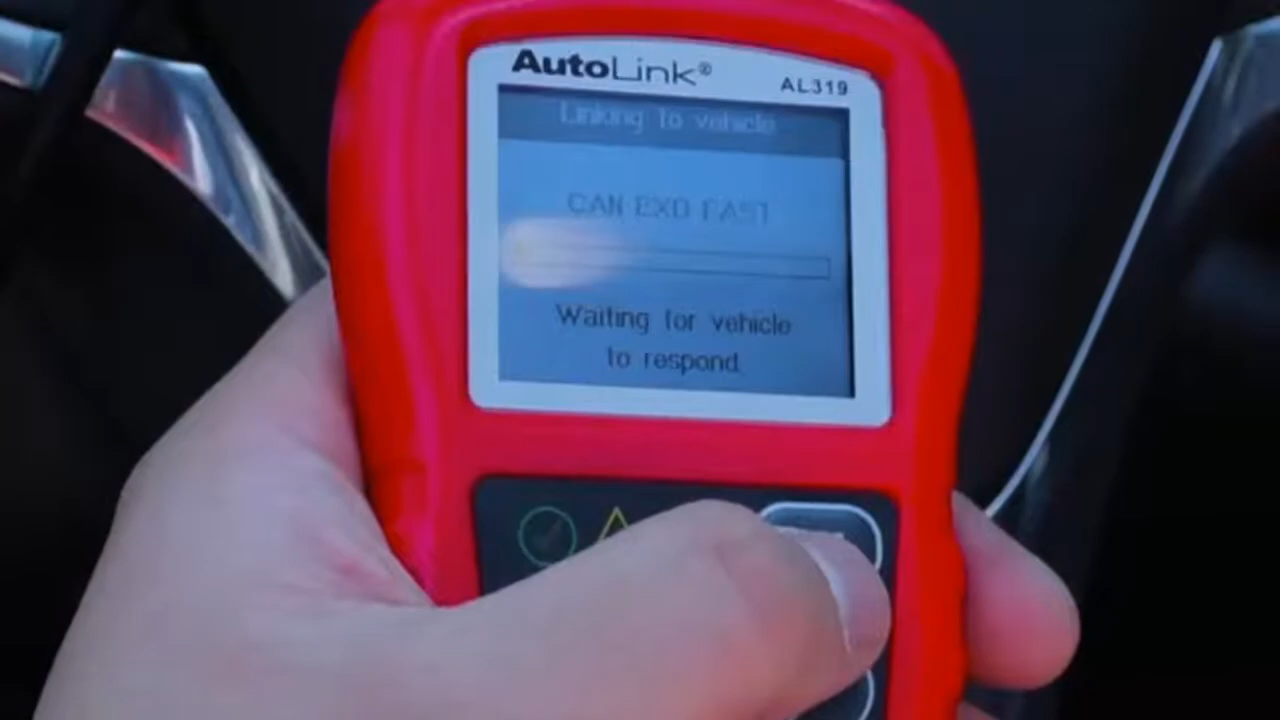 AutoLink®
AL319
Linking to vehicle
CAN EXD FAST
Waiting for vehicle
to respond.